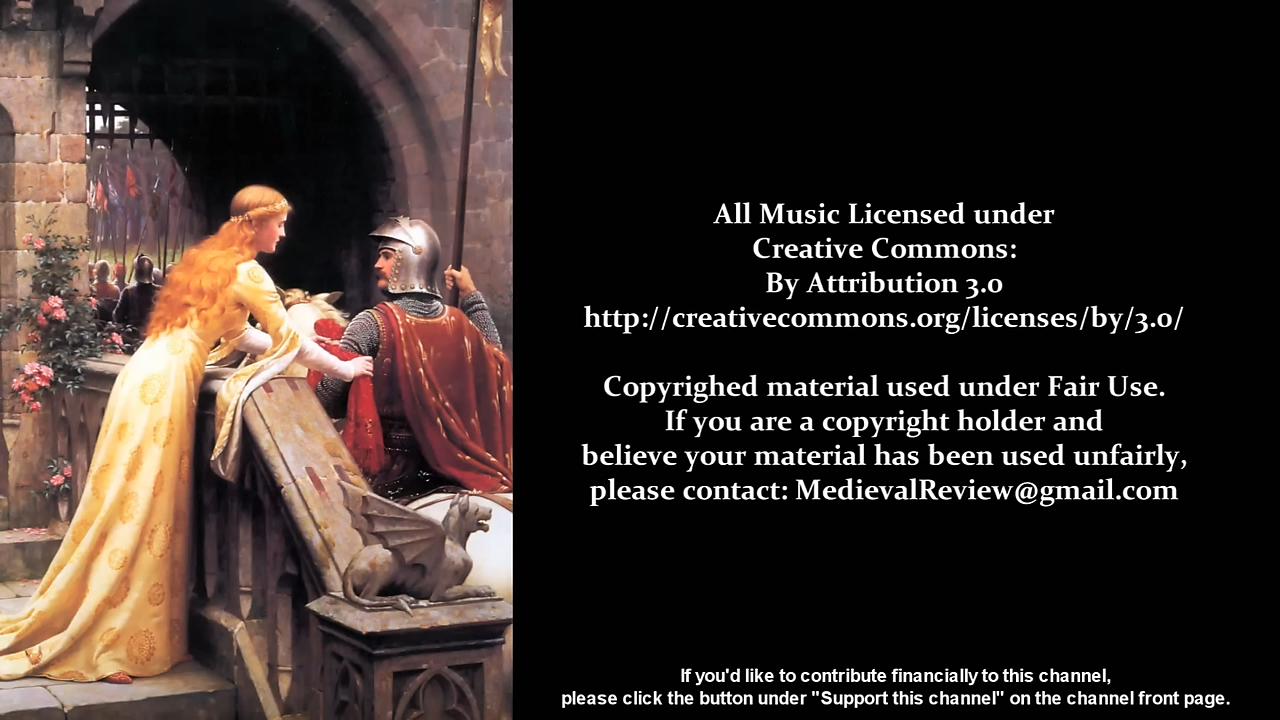 All Music Licensed under
Creative Commons:
By Attribution 3.0
http://creativecommons.org/licenses/by/3.0/
Copyrighed material used under Fair Use.
If you are a copyright holder and
believe your material has been used unfairly,
please contact: MedievalReview@gmail.com
If you'd like to contribute financially to this channel,
please click the button under "Support this channel" on the channel front page.